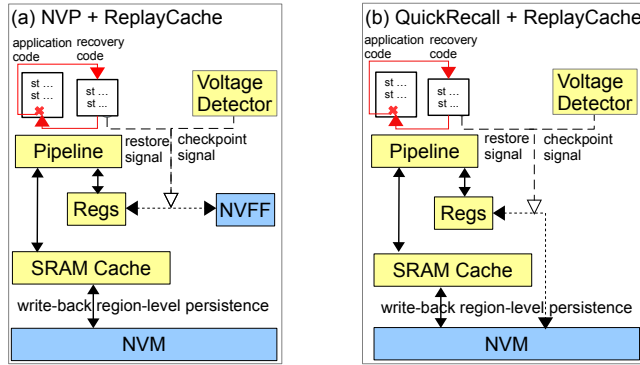 (a) NVP + ReplayCache
application code
recovery code
st ...
st ...
st ...
st ...
Voltage Detector
restore signal
checkpoint signal
Pipeline
Regs
NVFF
SRAM Cache
write-back region-level persistence
NVM
(b) QuickRecall + ReplayCache
application code
recovery code
st ...
st ...
st ...
st ...
Voltage Detector
restore signal
checkpoint signal
Pipeline
Regs
SRAM Cache
write-back region-level persistence
NVM